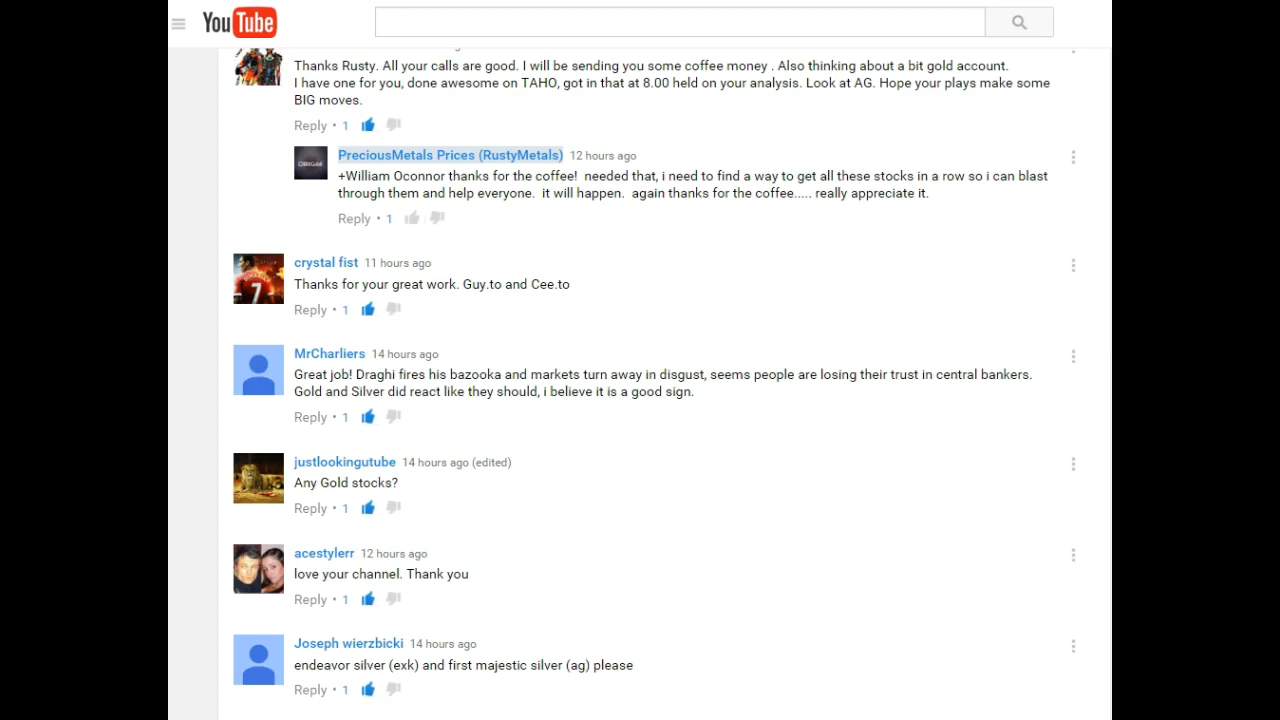 YouTube
Thanks Rusty. All your calls are good. I will be sending you some coffee money . Also thinking about a bit gold account.
I have one for you, done awesome on TAHO, got in that at 8.00 held on your analysis. Look at AG. Hope your plays make some
BIG moves.
Reply • 1
PreciousMetals Prices (RustyMetals) 12 hours ago
+William Oconnor thanks for the coffee!  needed that, i need to find a way to get all these stocks in a row so i can blast
through them and help everyone.  it will happen.  again thanks for the coffee..... really appreciate it.
Reply • 1
crystal fist 11 hours ago
Thanks for your great work. Guy.to and Cee.to
Reply • 1
MrCharliers 14 hours ago
Great job! Draghi fires his bazooka and markets turn away in disgust, seems people are losing their trust in central bankers.
Gold and Silver did react like they should, i believe it is a good sign.
Reply • 1
justlookingutube 14 hours ago (edited)
Any Gold stocks?
Reply • 1
acestylerr 12 hours ago
love your channel. Thank you
Reply • 1
Joseph wierzbicki 14 hours ago
endeavor silver (exk) and first majestic silver (ag) please
Reply • 1